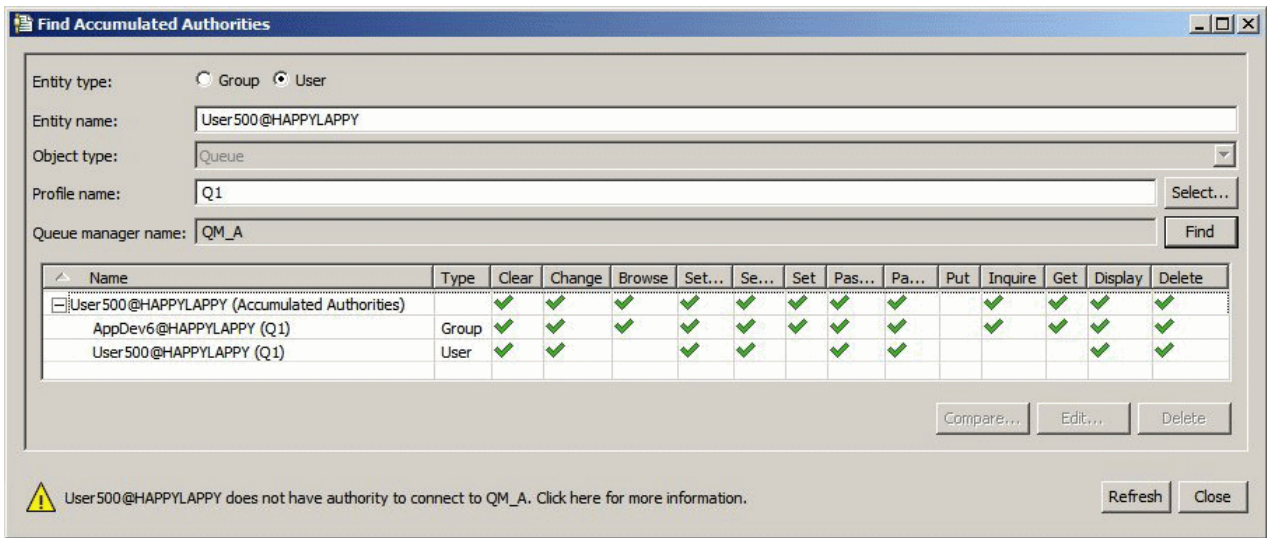 Find Accumulated Authorities
Entity type: Group User
Entity name: User500@HAPPYLAPPY
Object type: Queue
Profile name: Q1 Select...
Queue manager name: QM_A Find
Name Type Clear Change Browse Set... Se... Set Pas... Pa... Put Inquire Get Display Delete
User500@HAPPYLAPPY (Accumulated Authorities)
AppDev6@HAPPYLAPPY (Q1) Group
User500@HAPPYLAPPY (Q1) User
Compare... Edit... Delete
User500@HAPPYLAPPY does not have authority to connect to QM_A. Click here for more information. Refresh Close